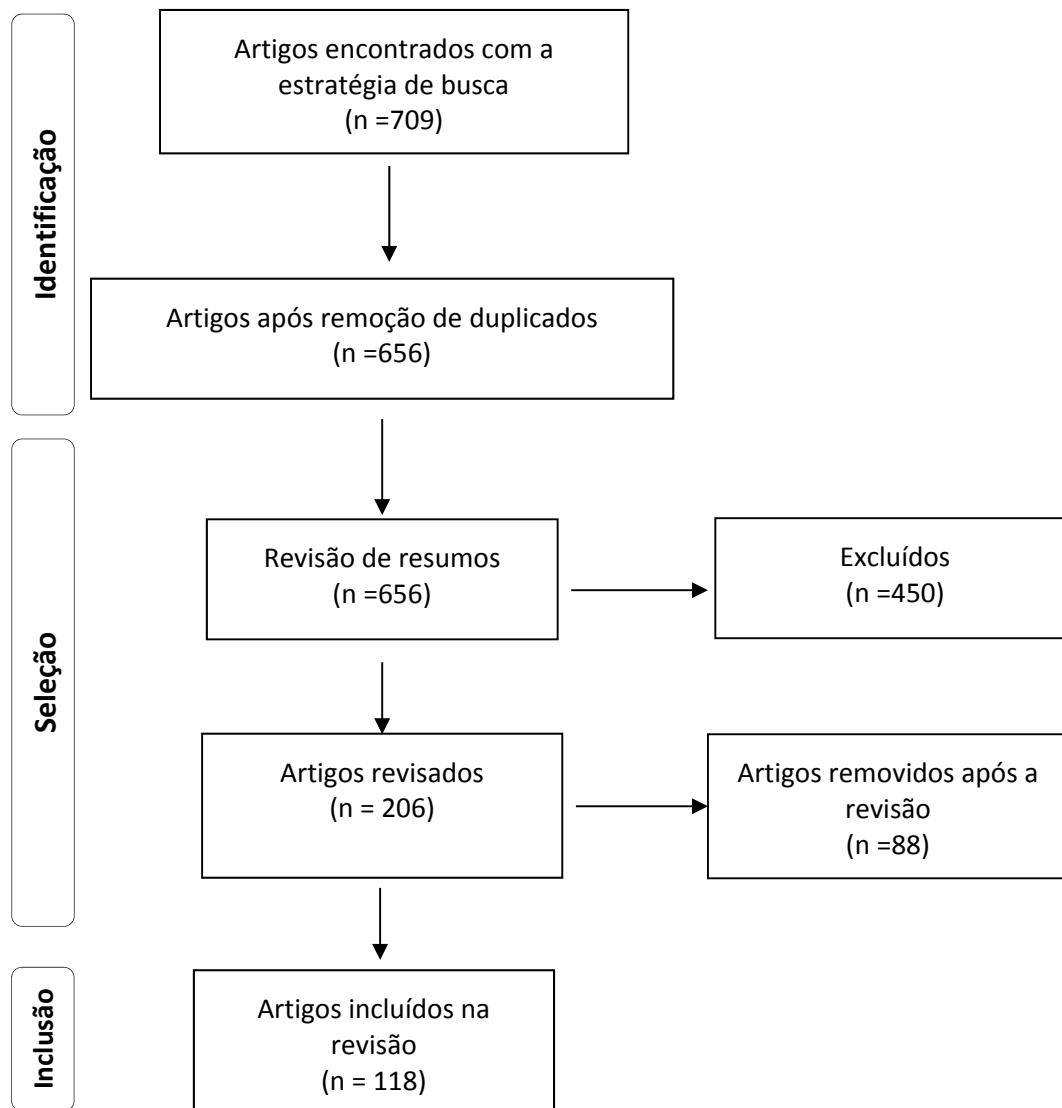 Identificação
Artigos encontrados com a
estratégia de busca
(n =709)
Artigos após remoção de duplicados
(n =656)
Seleção
Revisão de resumos
(n =656)
Excluídos
(n =450)
Artigos revisados
(n = 206)
Artigos removidos após a
revisão
(n =88)
Inclusão
Artigos incluídos na
revisão
(n = 118)